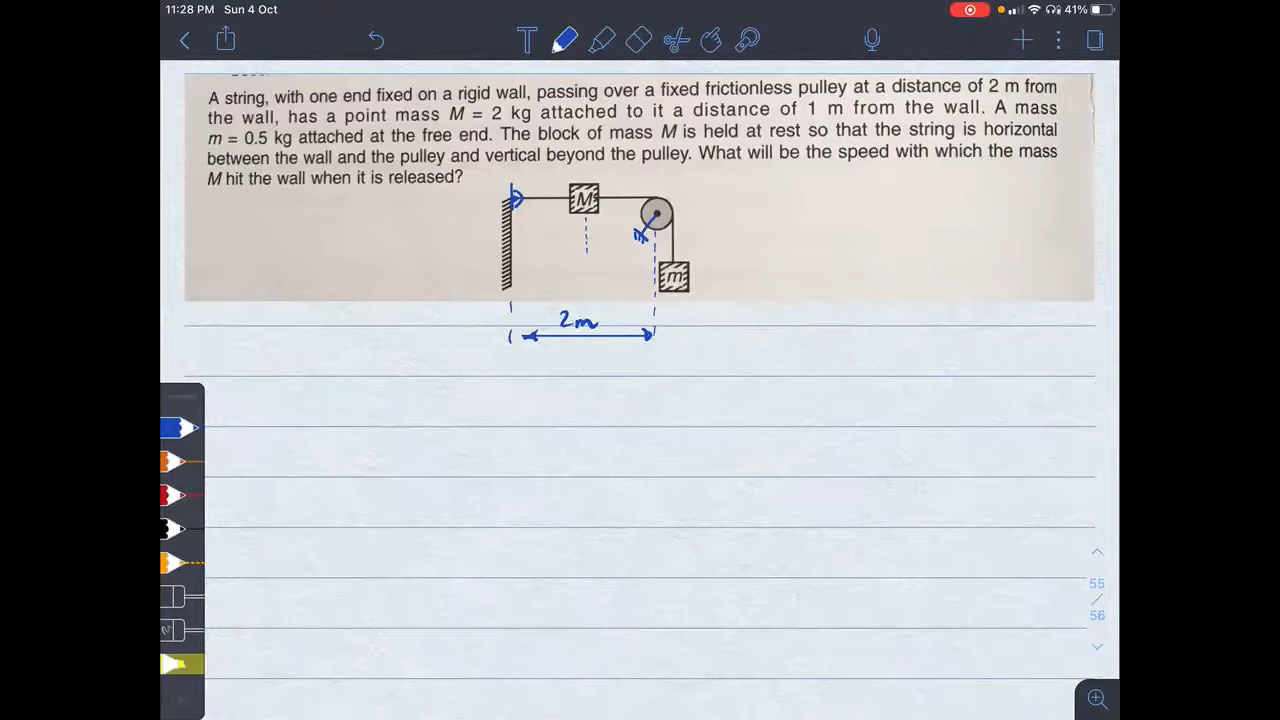 11:28 PM Sun 4 Oct 41%
A string, with one end fixed on a rigid wall, passing over a fixed frictionless pulley at a distance of 2 m from
the wall, has a point mass M = 2 kg attached to it a distance of 1 m from the wall. A mass
m = 0.5 kg attached at the free end. The block of mass M is held at rest so that the string is horizontal
between the wall and the pulley and vertical beyond the pulley. What will be the speed with which the mass
M hit the wall when it is released?
M
m
2m
55
/
56